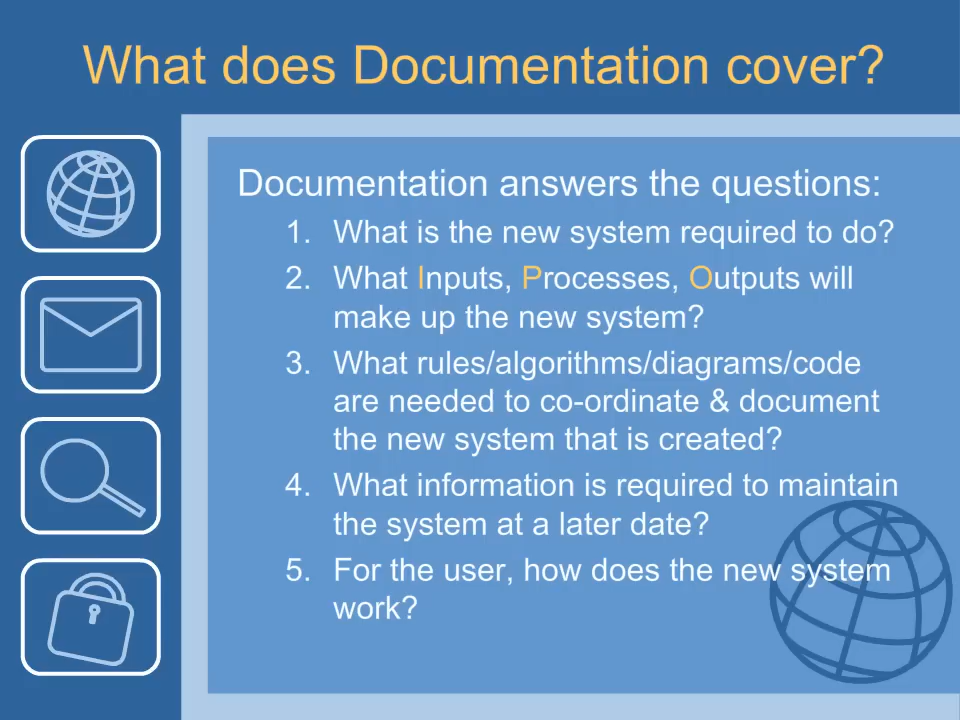 What does Documentation cover?
Documentation answers the questions:
1. What is the new system required to do?
2. What Inputs, Processes, Outputs will
make up the new system?
3. What rules/algorithms/diagrams/code
are needed to co-ordinate & document
the new system that is created?
4. What information is required to maintain
the system at a later date?
5. For the user, how does the new system
work?